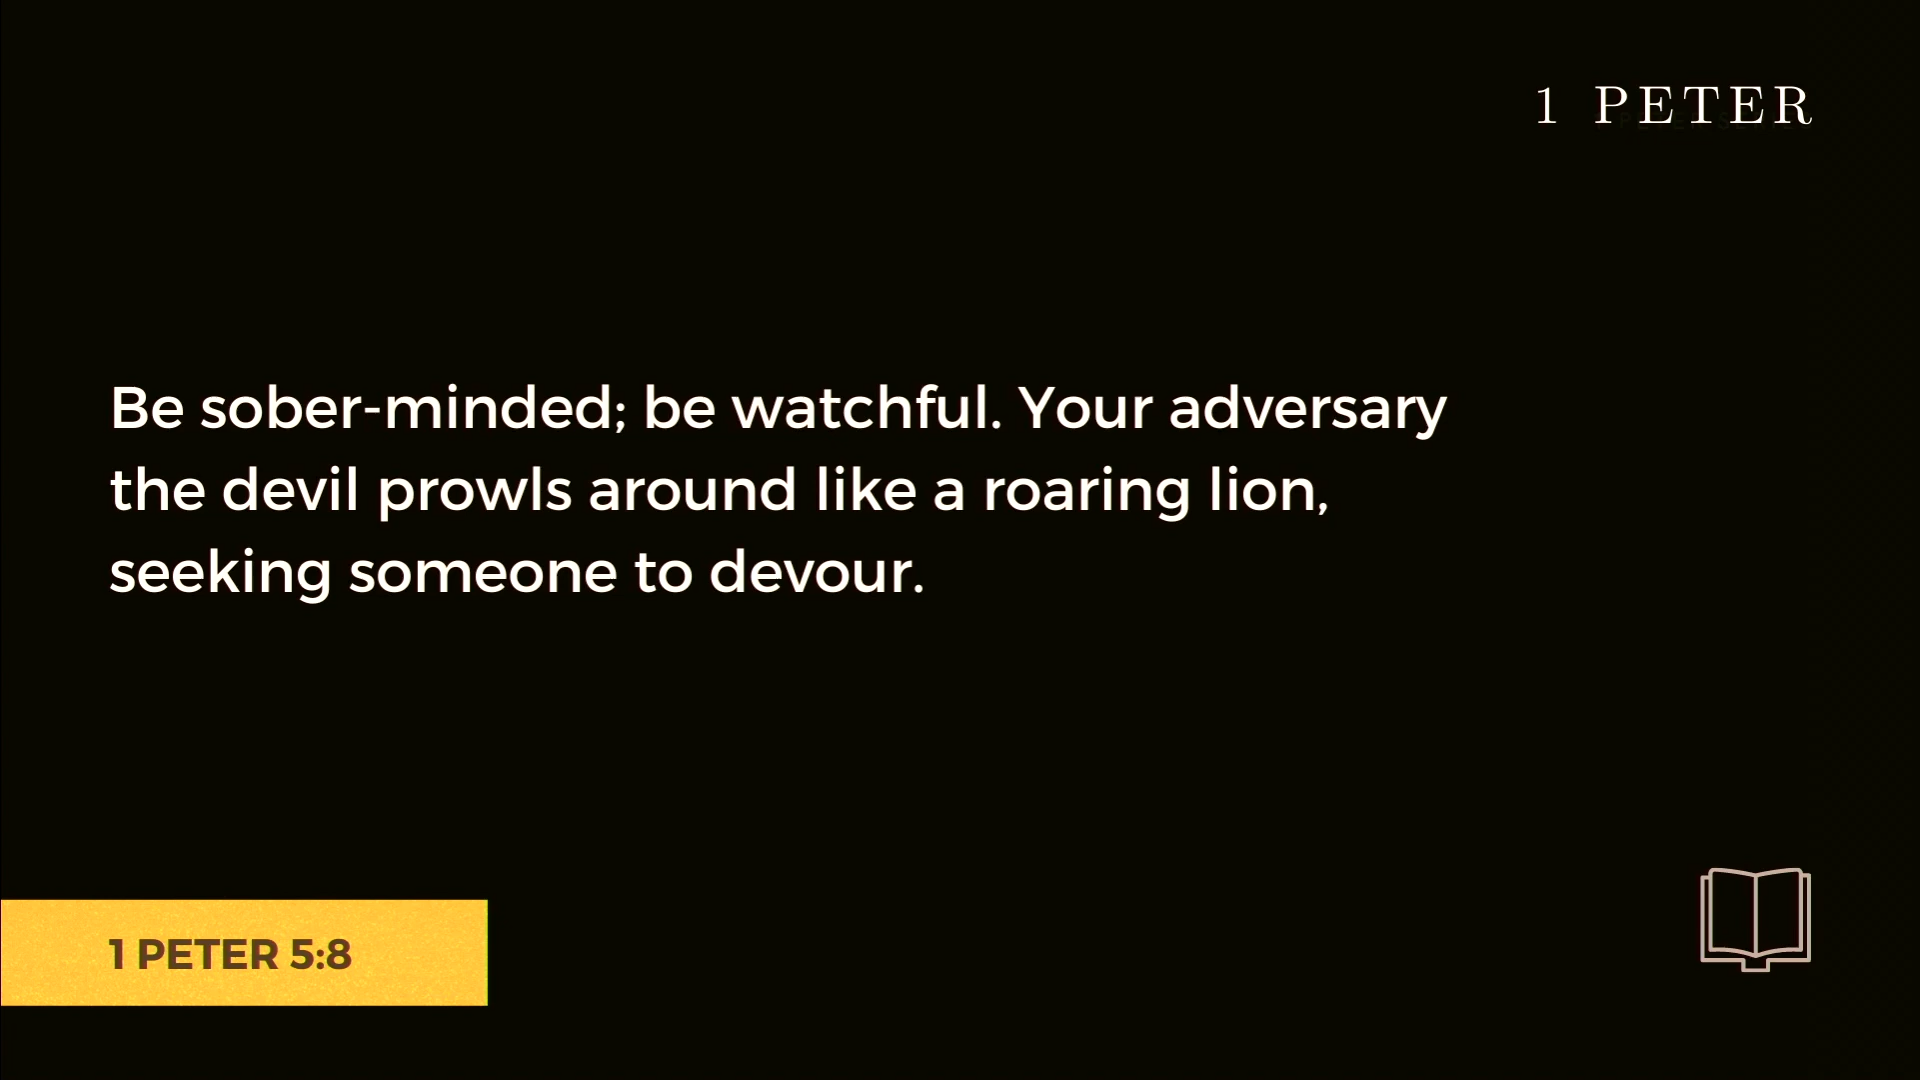 1 PETER
Be sober-minded; be watchful. Your adversary
the devil prowls around like a roaring lion,
seeking someone to devour.
1 PETER 5:8